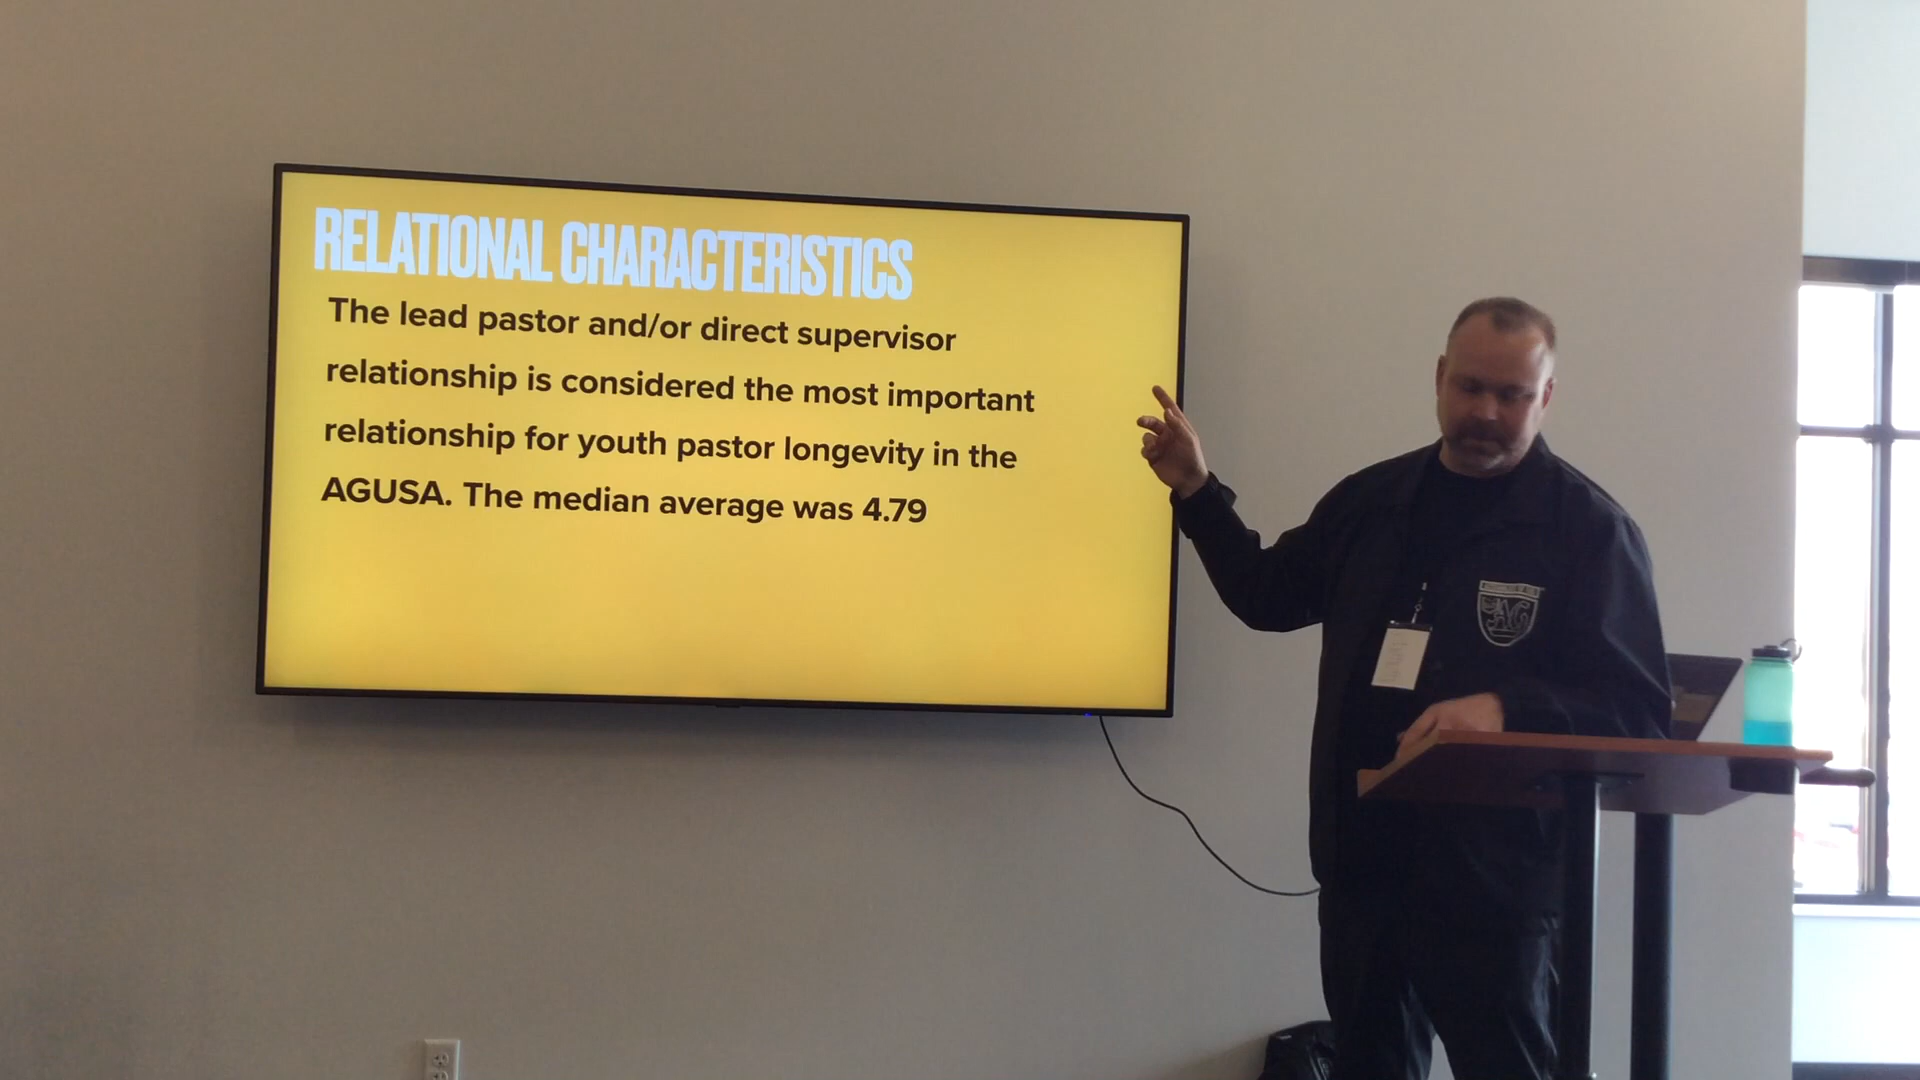 RELATIONAL CHARACTERISTICS
The lead pastor and/or direct supervisor
relationship is considered the most important
relationship for youth pastor longevity in the
AGUSA. The median average was 4.79